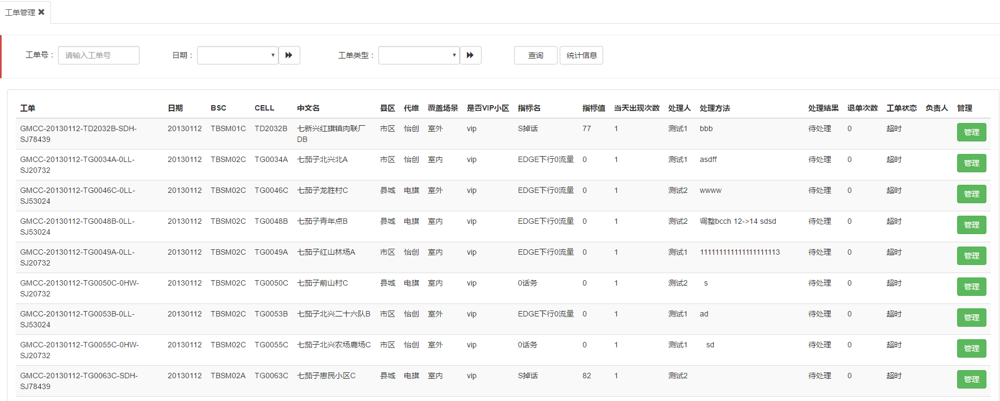 工单管理 ✖
工单号： 请输入工单号 日期： 工单类型： 查询 统计信息
工单 日期 BSC CELL 中文名 县区 代维 覆盖场景 是否VIP小区 指标名 指标值 当天出现次数 处理人 处理方法 处理结果 退单次数 工单状态 负责人 管理
GMCC-20130112-TD2032B-SDH- 20130112 TBSM01C TD2032B 七新兴红旗镇肉联厂 市区 怡创 室外 vip S掉话 77 1 测试1 bbb 待处理 0 超时 管理
SJ78439 DB
GMCC-20130112-TG0034A-0LL- 20130112 TBSM02C TG0034A 七茄子北兴北A 市区 怡创 室内 vip EDGE下行0流量 0 1 测试1 asdff 待处理 0 超时 管理
SJ20732
GMCC-20130112-TG0046C-0LL- 20130112 TBSM02C TG0046C 七茄子龙胜村C 县城 电旗 室外 vip EDGE下行0流量 0 1 测试2 wwww 待处理 0 超时 管理
SJ53024
GMCC-20130112-TG0048B-0LL- 20130112 TBSM02C TG0048B 七茄子青年点B 县城 电旗 室内 vip EDGE下行0流量 0 1 测试2 调整bcch 12->14 sdsd 待处理 0 超时 管理
SJ53024
GMCC-20130112-TG0049A-0LL- 20130112 TBSM02C TG0049A 七茄子红山林场A 市区 怡创 室内 vip EDGE下行0流量 0 1 测试1 1111111111111111111113 待处理 0 超时 管理
SJ20732
GMCC-20130112-TG0050C-0HW- 20130112 TBSM02C TG0050C 七茄子前山村C 县城 电旗 室内 vip 0话务 0 1 测试2 s 待处理 0 超时 管理
SJ20732
GMCC-20130112-TG0053B-0LL- 20130112 TBSM02C TG0053B 七茄子北兴二十六队B 市区 怡创 室外 vip EDGE下行0流量 0 1 测试1 ad 待处理 0 超时 管理
SJ53024
GMCC-20130112-TG0055C-0HW- 20130112 TBSM02C TG0055C 七茄子北兴农场鹿场C 市区 怡创 室外 vip 0话务 0 1 测试1 sd 待处理 0 超时 管理
SJ20732
GMCC-20130112-TG0063C-SDH- 20130112 TBSM02A TG0063C 七茄子惠民小区C 县城 电旗 室内 vip S掉话 82 1 测试2 待处理 0 超时 管理
SJ78439